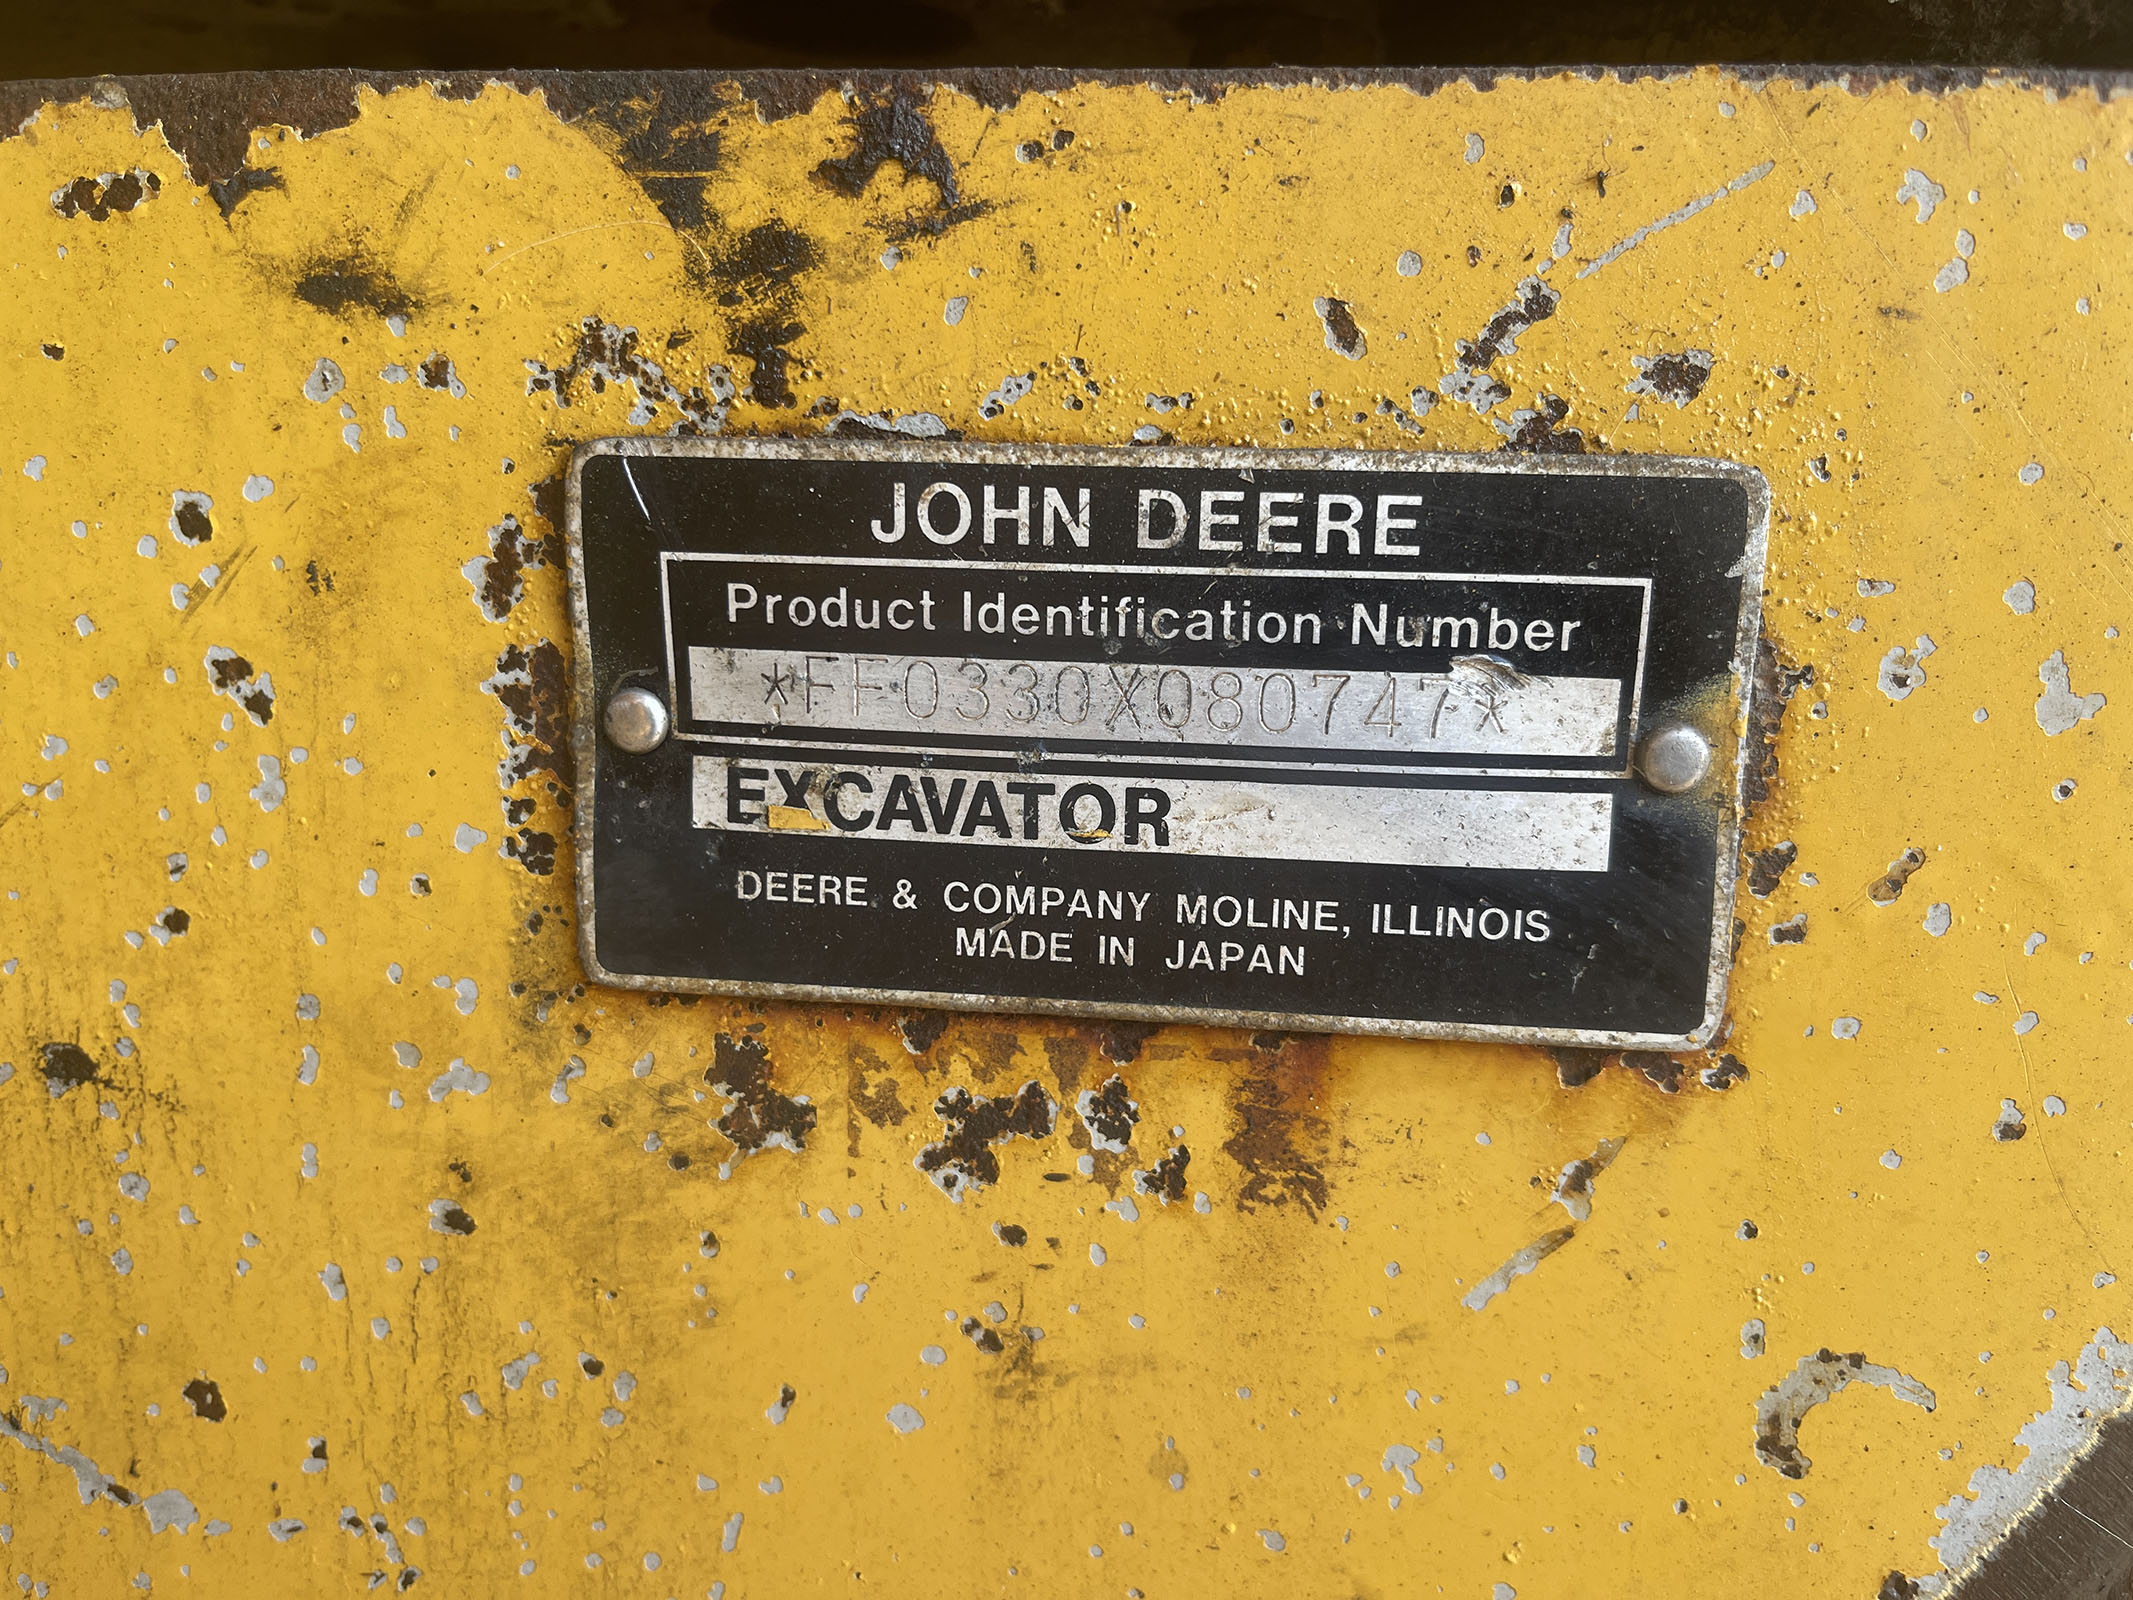 JOHN DEERE
Product Identification Number
*FF0330X080747*
EXCAVATOR
DEERE & COMPANY MOLINE, ILLINOIS
MADE IN JAPAN